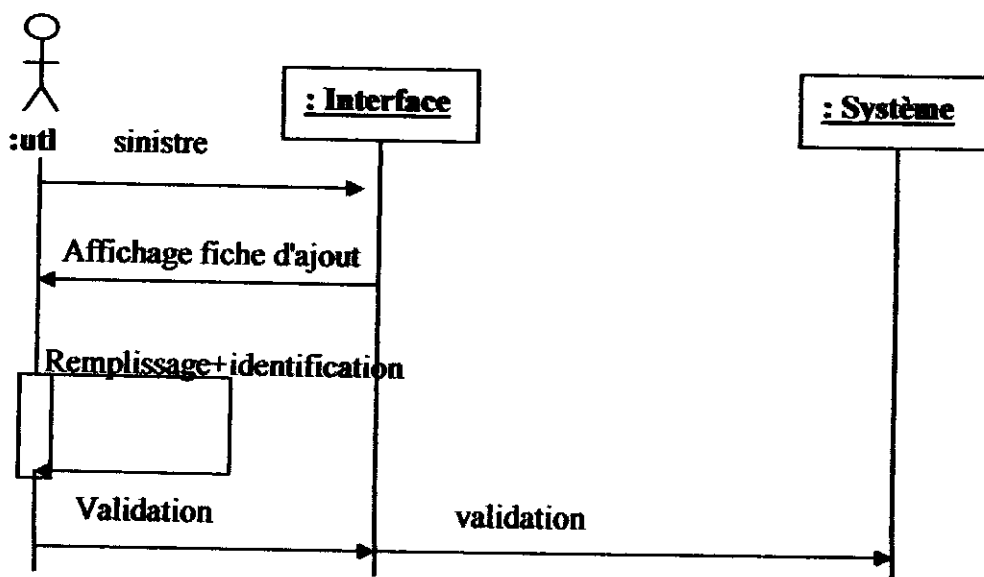 : Interface
: Système
:utl
sinistre
Affichage fiche d'ajout
Remplissage+identification
Validation
validation